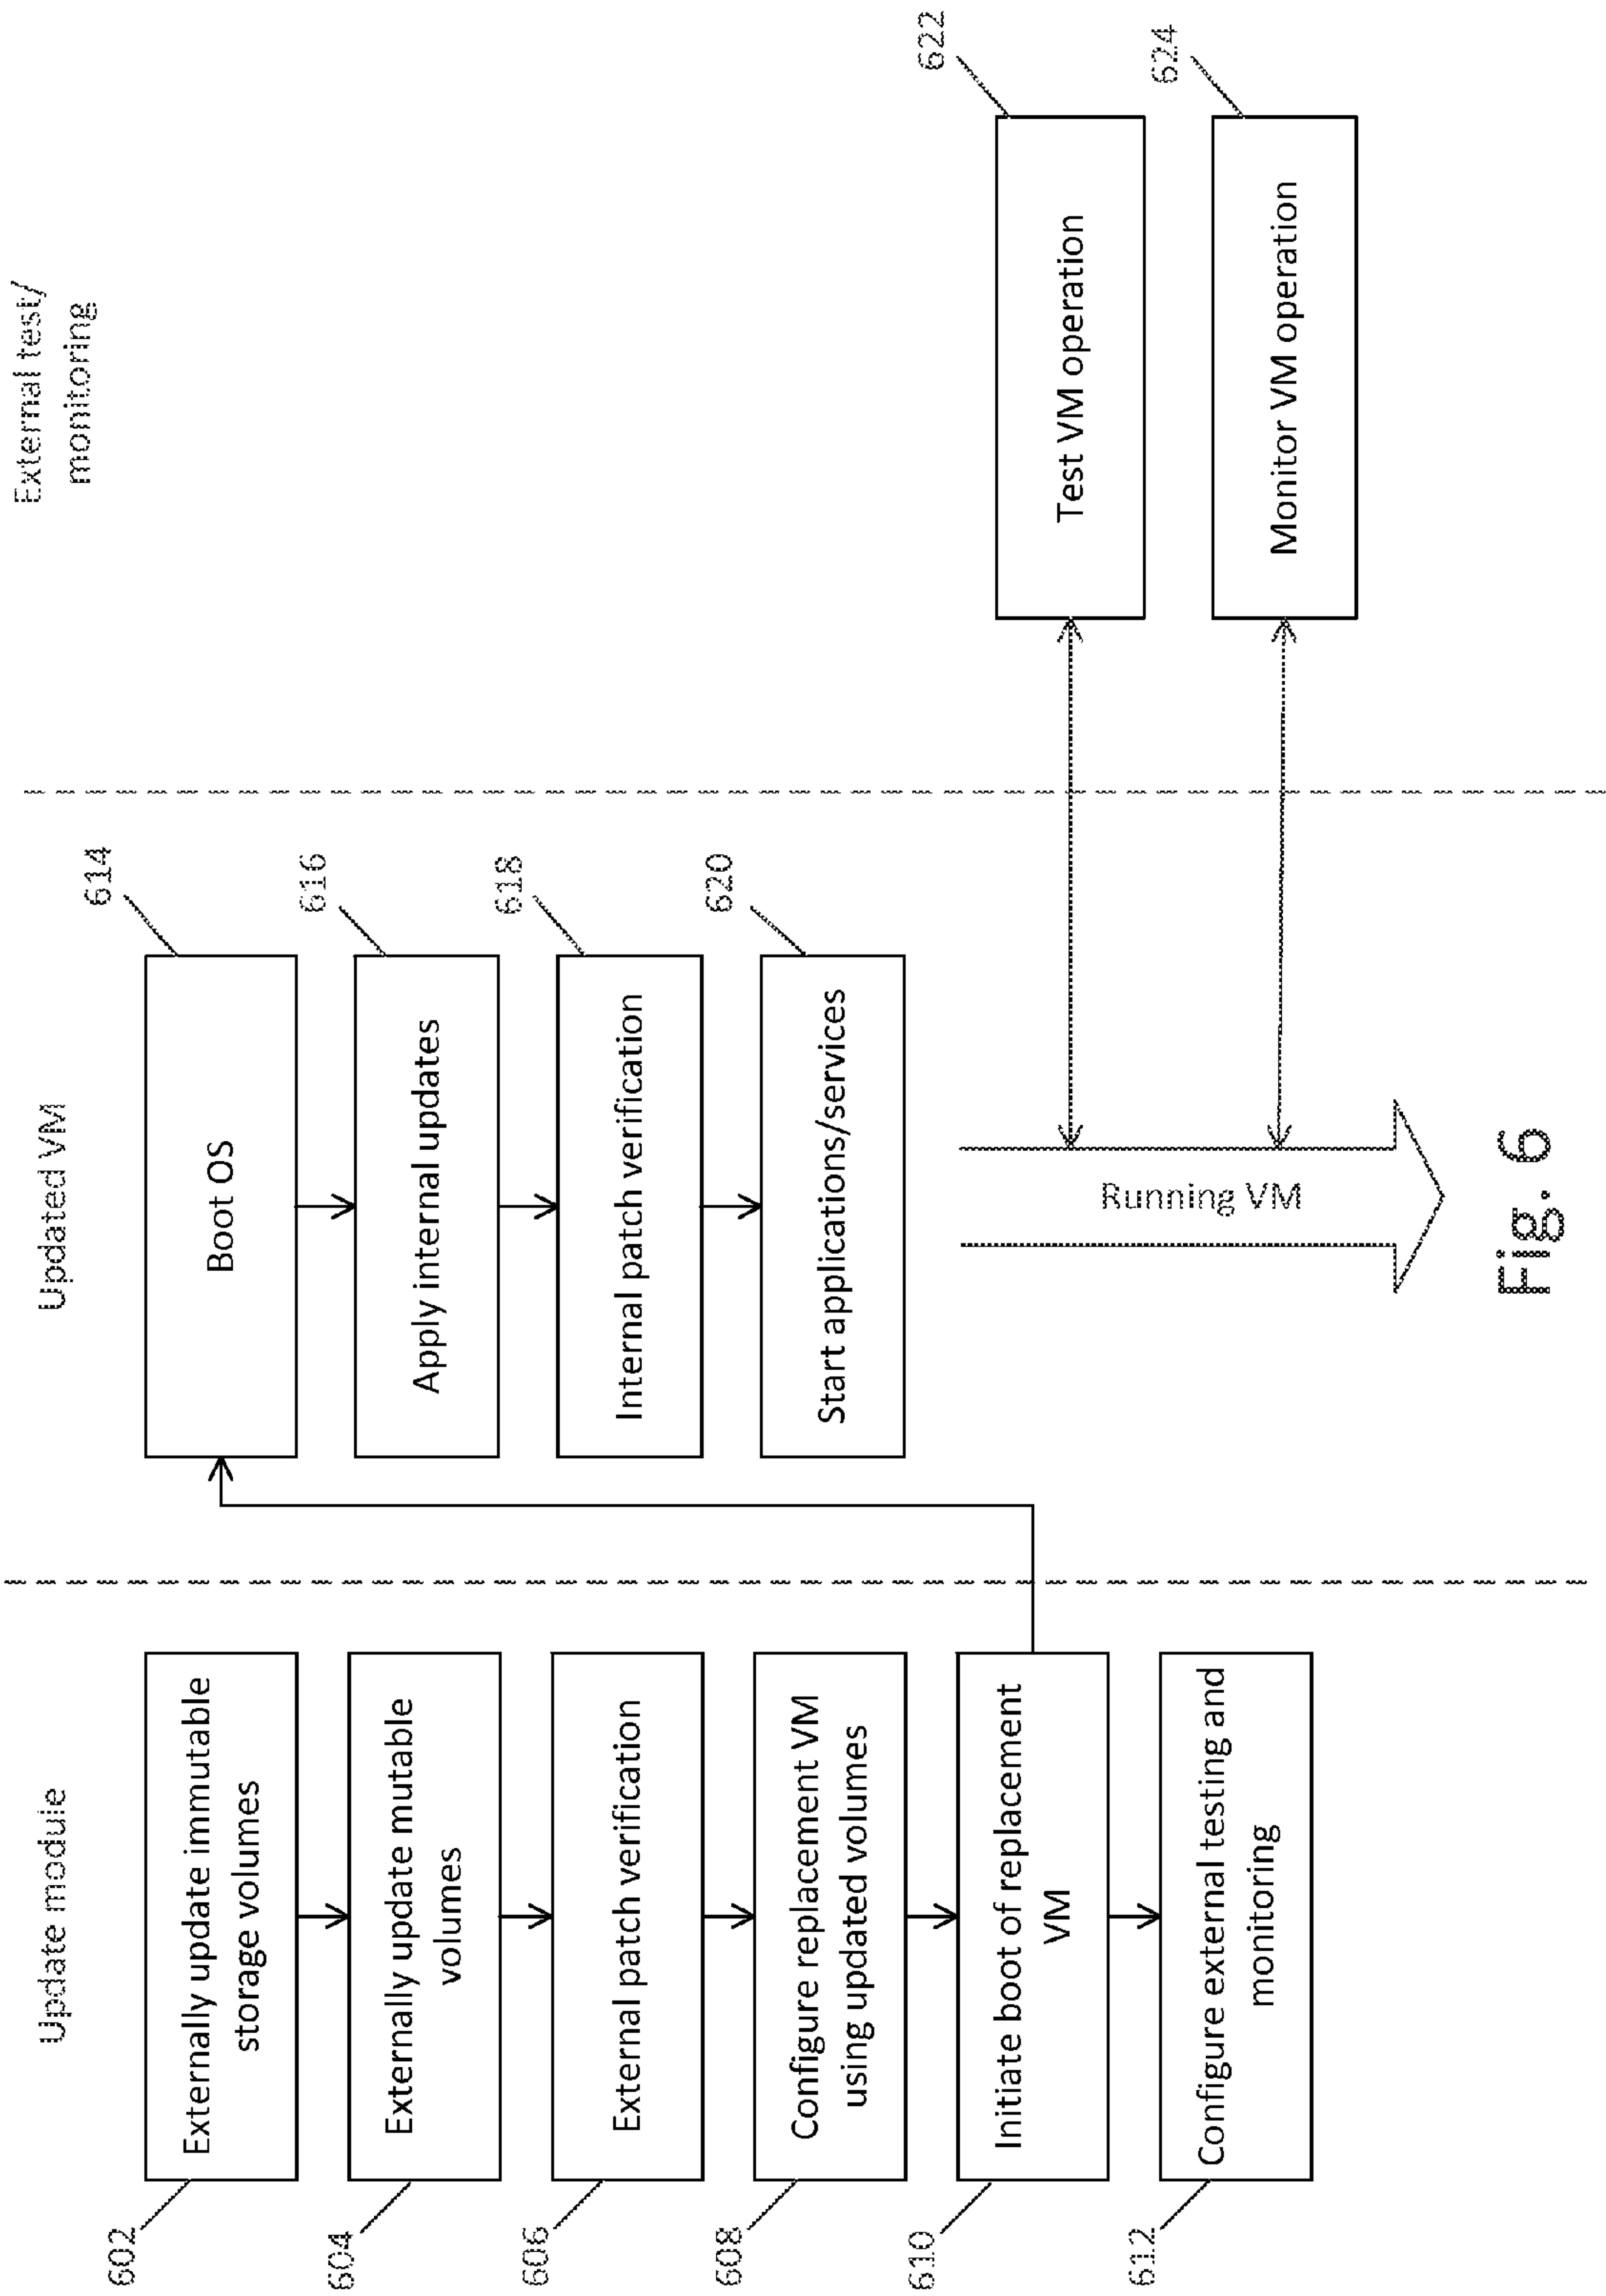 Update module
Updated VM
External test/
monitoring
602
Externally update immutable
storage volumes
604
Externally update mutable
volumes
606
External patch verification
608
Configure replacement VM
using updated volumes
610
Initiate boot of replacement
VM
612
Configure external testing and
monitoring
614
Boot OS
616
Apply internal updates
618
Internal patch verification
620
Start applications/services
Running VM
622
Test VM operation
624
Monitor VM operation
Fig. 6